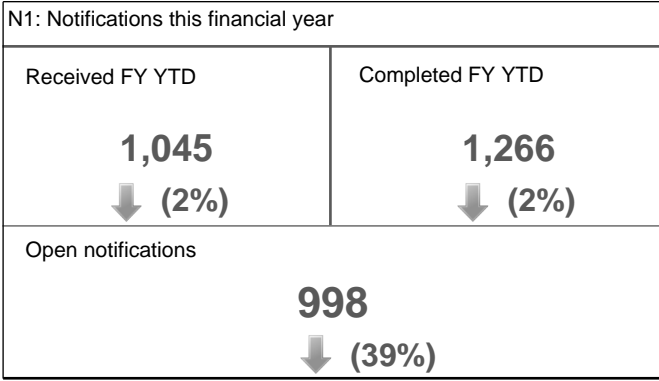 N1: Notifications this financial year
Received FY YTD
1,045
(2%)
Completed FY YTD
1,266
(2%)
Open notifications
998
(39%)